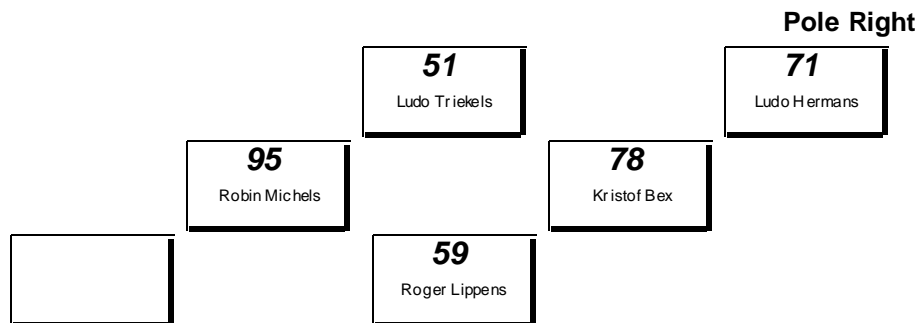 Pole Right
51
71
Ludo Triekels
Ludo Hermans
95
78
Robin Michels
Kristof Bex
59
Roger Lippens